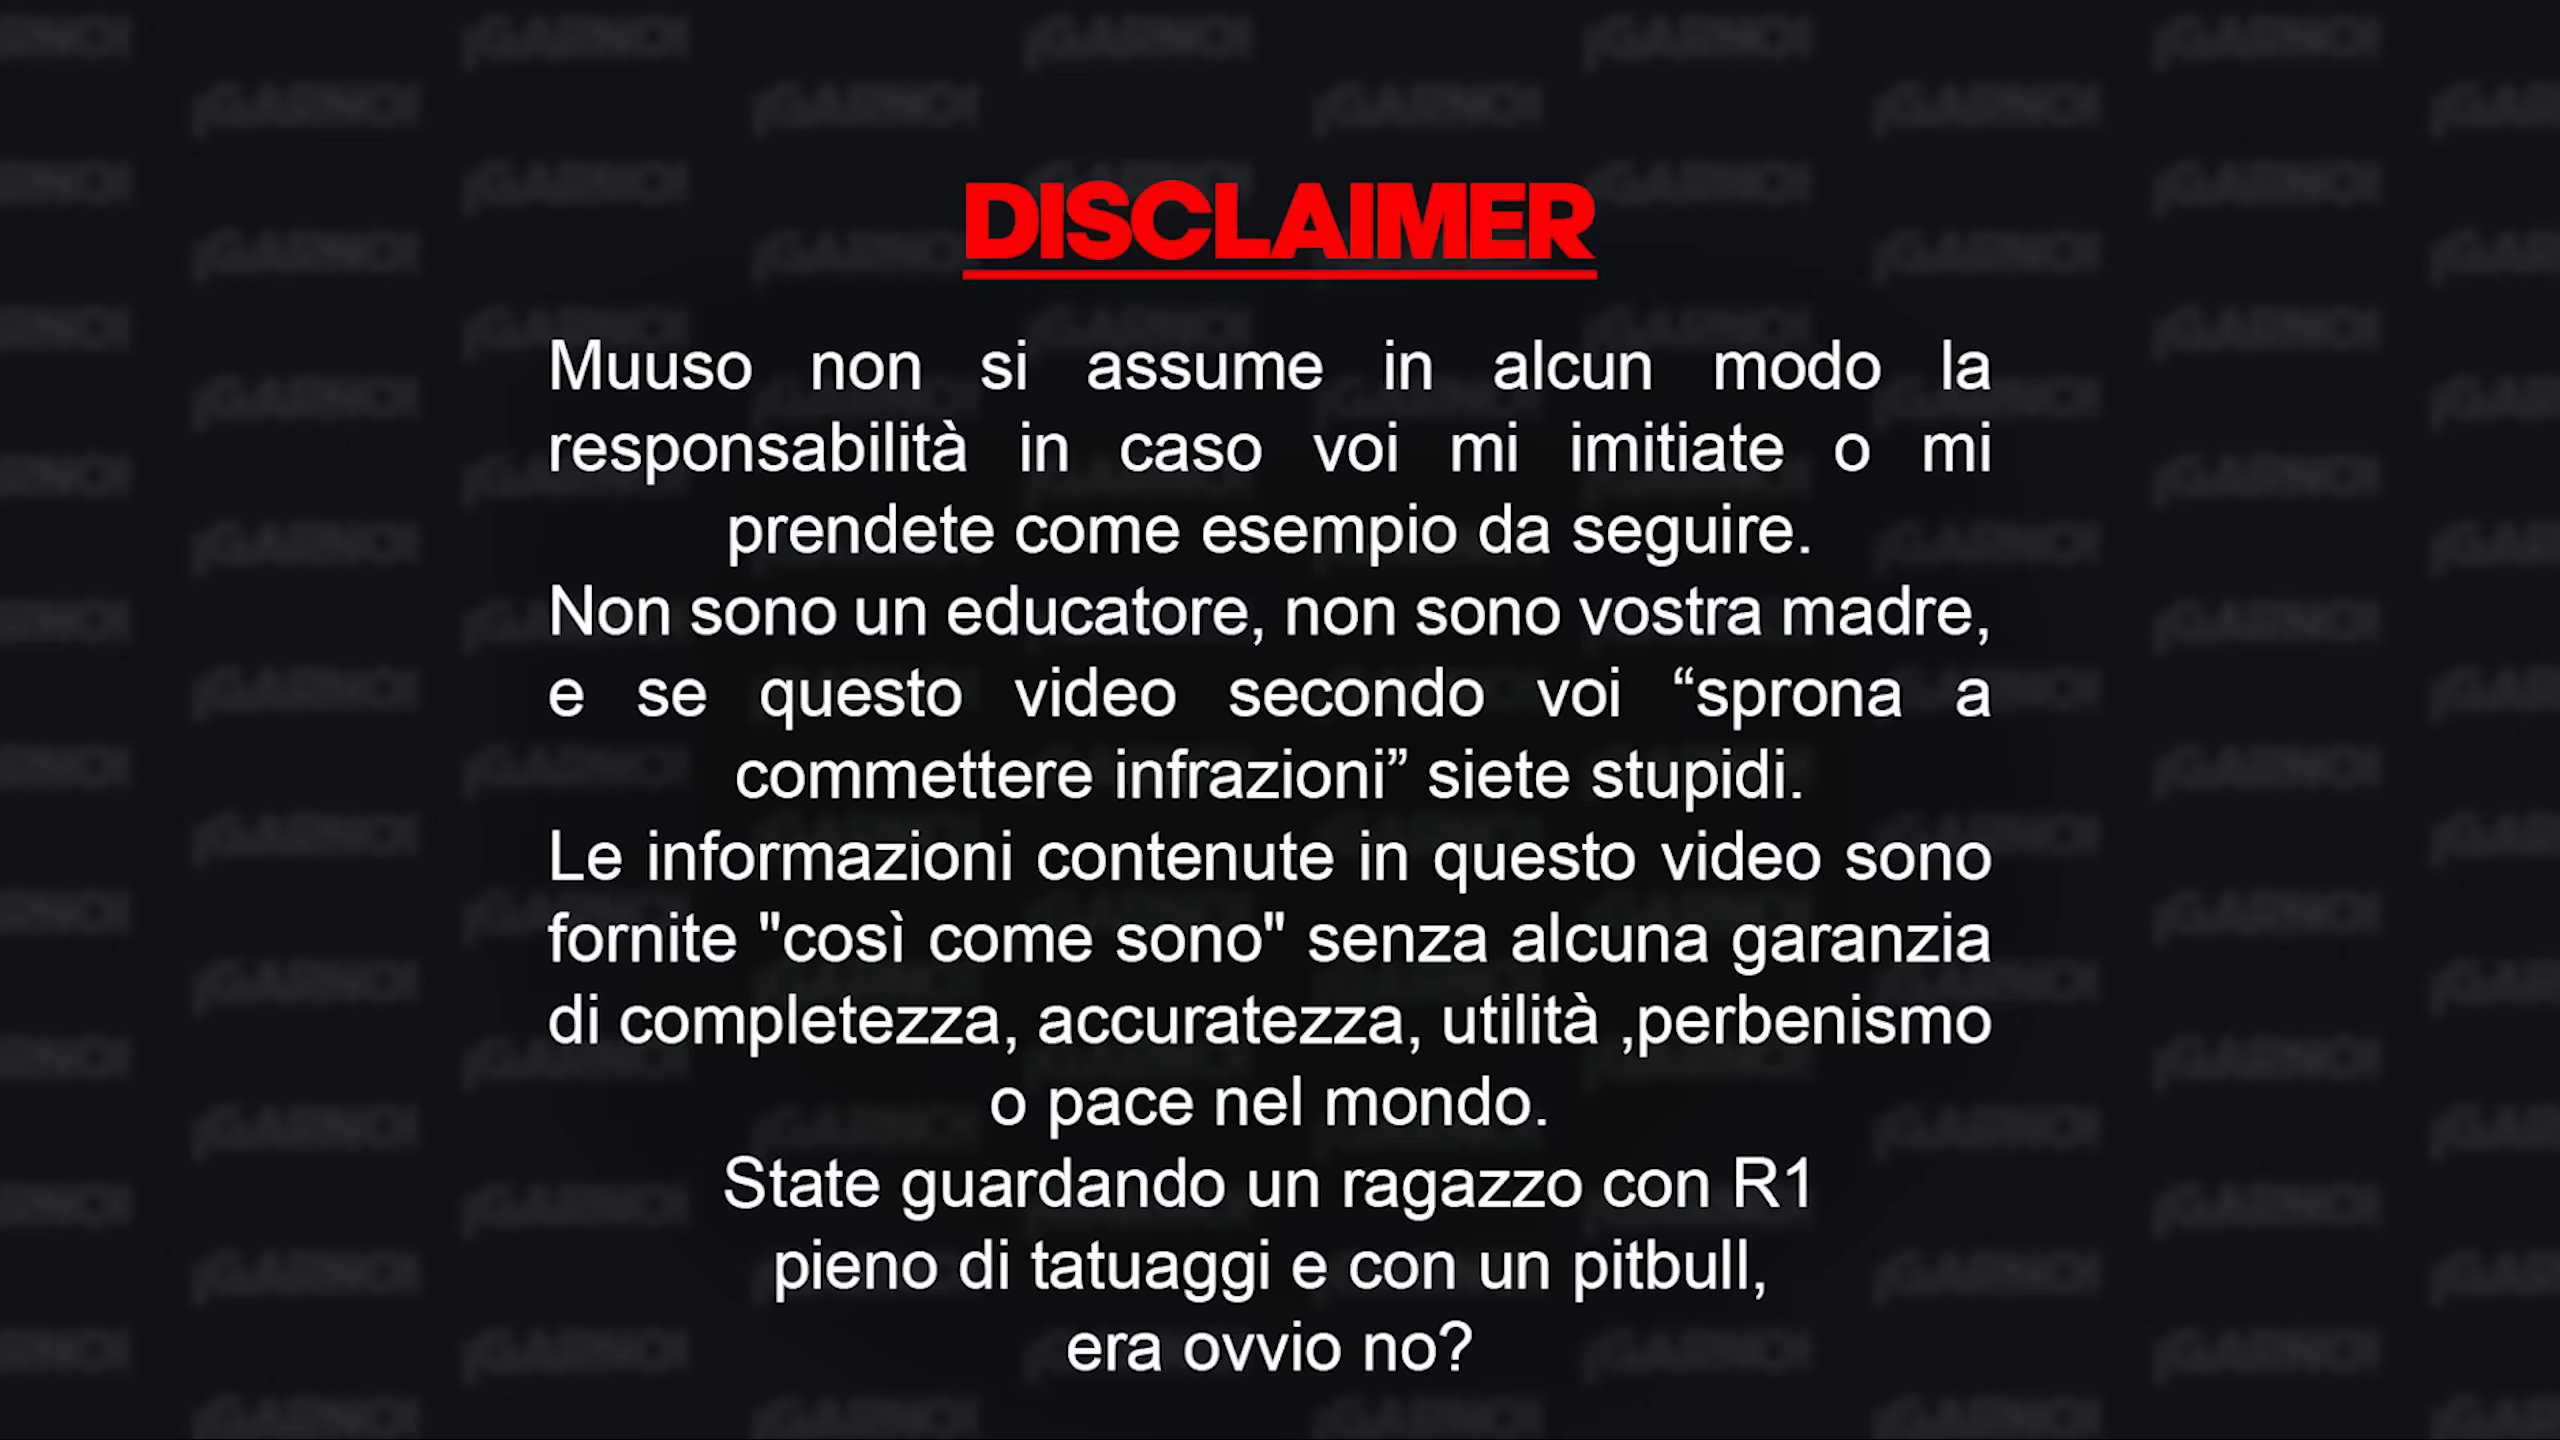 DISCLAIMER
Muuso non si assume in alcun modo la
responsabilità in caso voi mi imitiate o mi
prendete come esempio da seguire.
Non sono un educatore, non sono vostra madre,
e se questo video secondo voi “sprona a
commettere infrazioni” siete stupidi.
Le informazioni contenute in questo video sono
fornite "così come sono" senza alcuna garanzia
di completezza, accuratezza, utilità ,perbenismo
o pace nel mondo.
State guardando un ragazzo con R1
pieno di tatuaggi e con un pitbull,
era ovvio no?